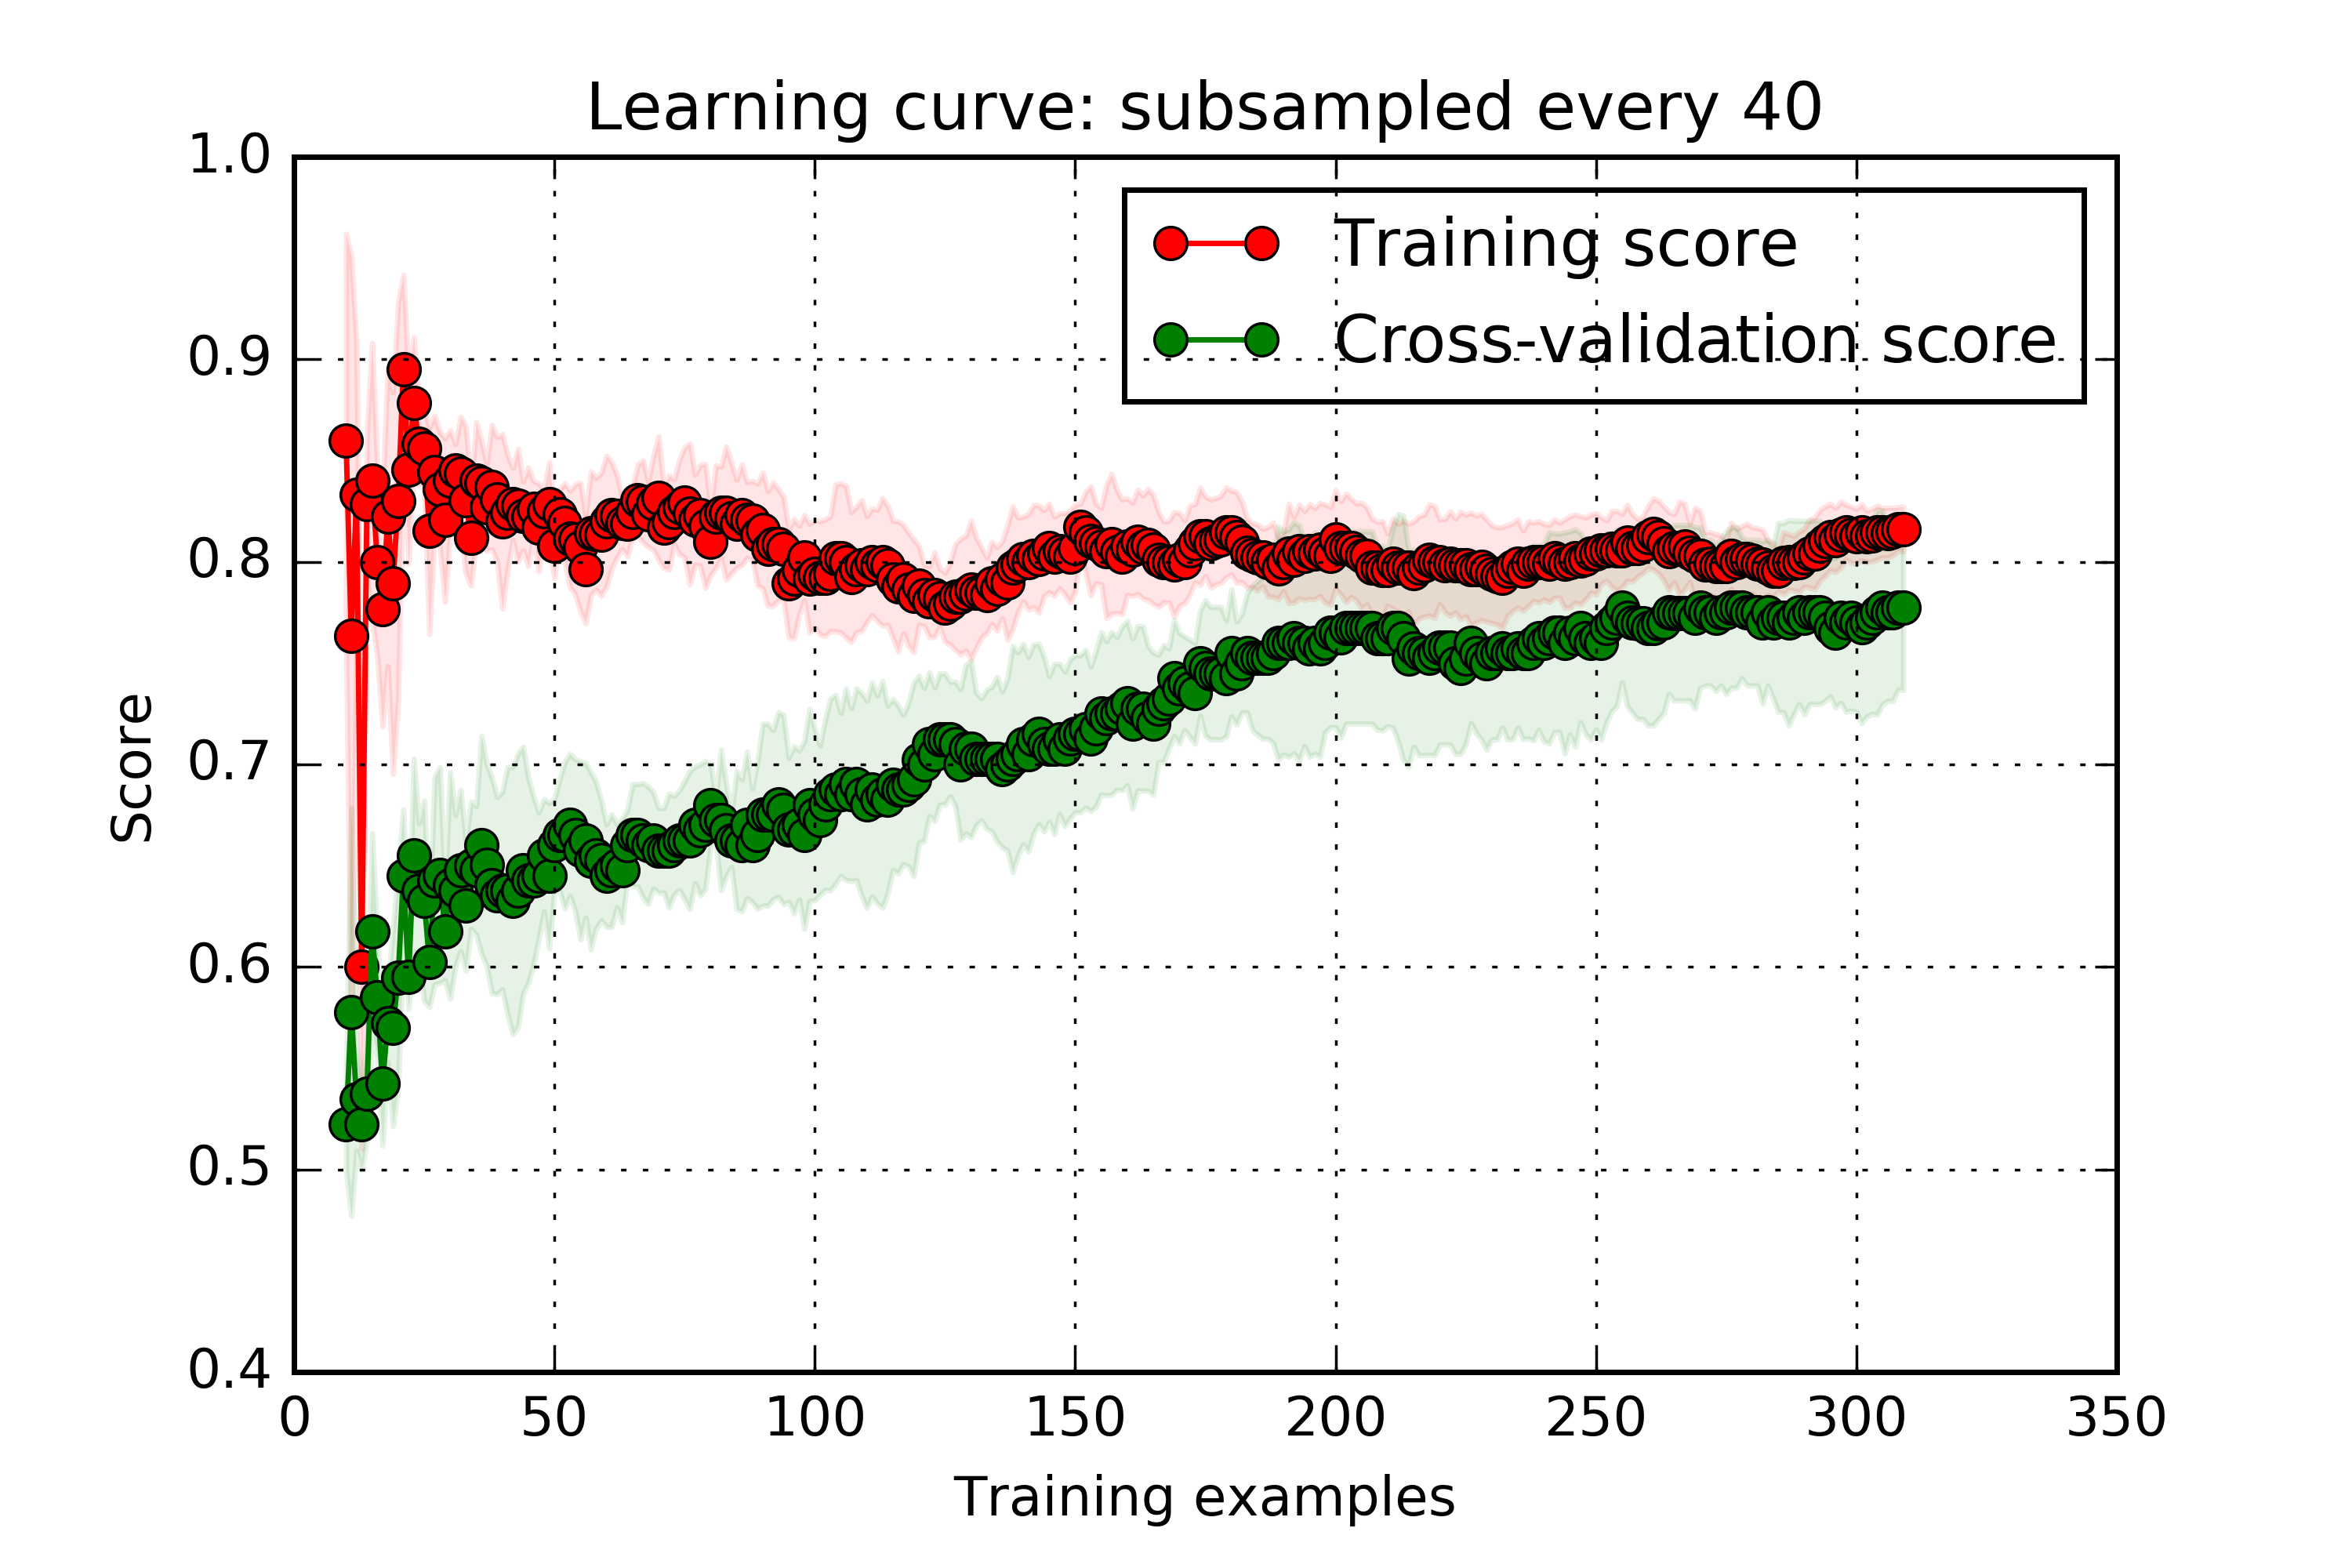 Learning curve: subsampled every 40
1.0
0.9
0.8
0.7
0.6
0.5
0.4
Score
Training score
Cross-validation score
0 50 100 150 200 250 300 350
Training examples